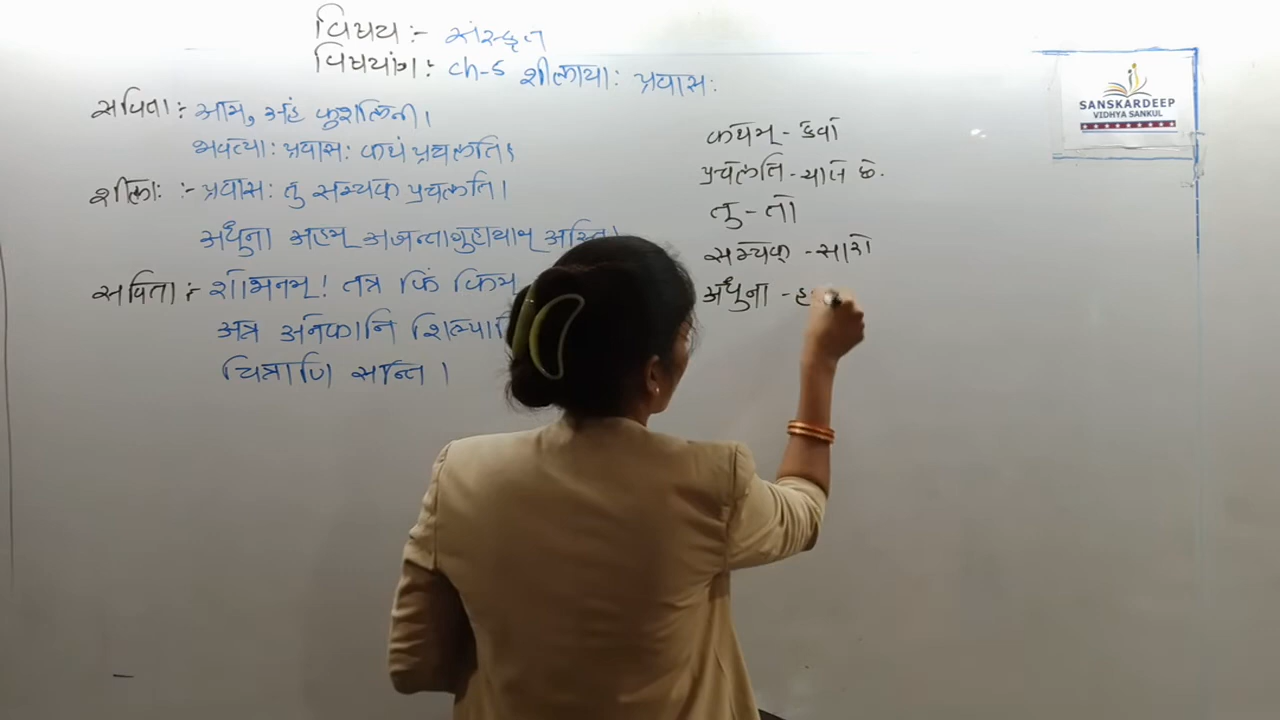 विषय :- संस्कृत
विषयांग : ch-5 शीलायाः प्रवासः
सविता :- आम्, अहं कुशलिनी।
भवत्याः प्रवासः कथं प्रचलति?
शीला :- प्रवासः तु सम्यक् प्रचलति।
अधुना अहम् अजन्तागुहायाम् अस्मि।
सविता :- शोभनम्! तत्र किं किम्
अत्र अनेकानि
चित्राणि सन्ति।
कथम् - કેવો
प्रचलति - ચાલે છે.
तु - તો
सम्यक् - સારો
अधुना -
SANSKARDEEP
VIDHYA SANKUL